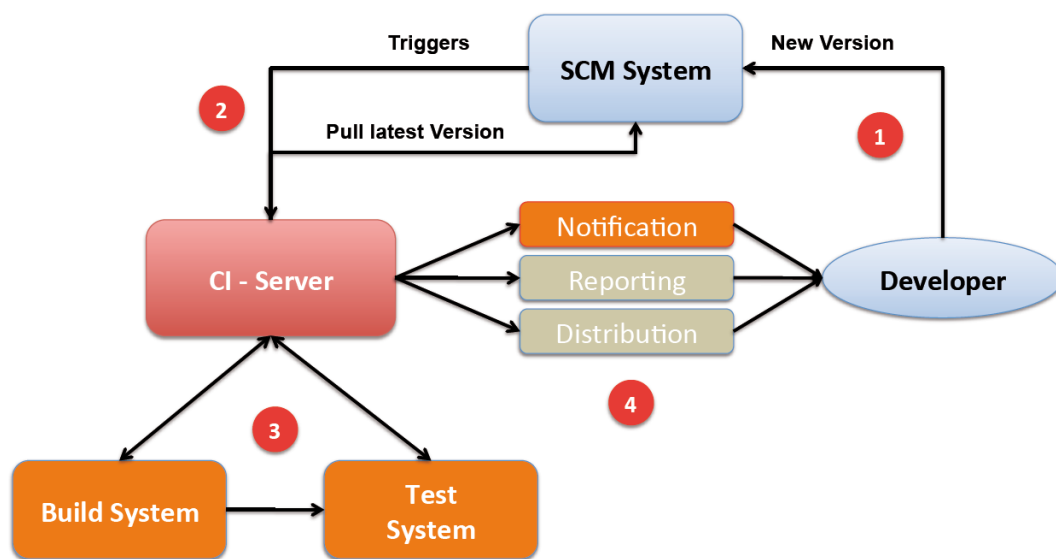 Triggers
SCM System
New Version
2
Pull latest Version
1
CI - Server
Notification
Reporting
Distribution
Developer
4
3
Build System
Test
System